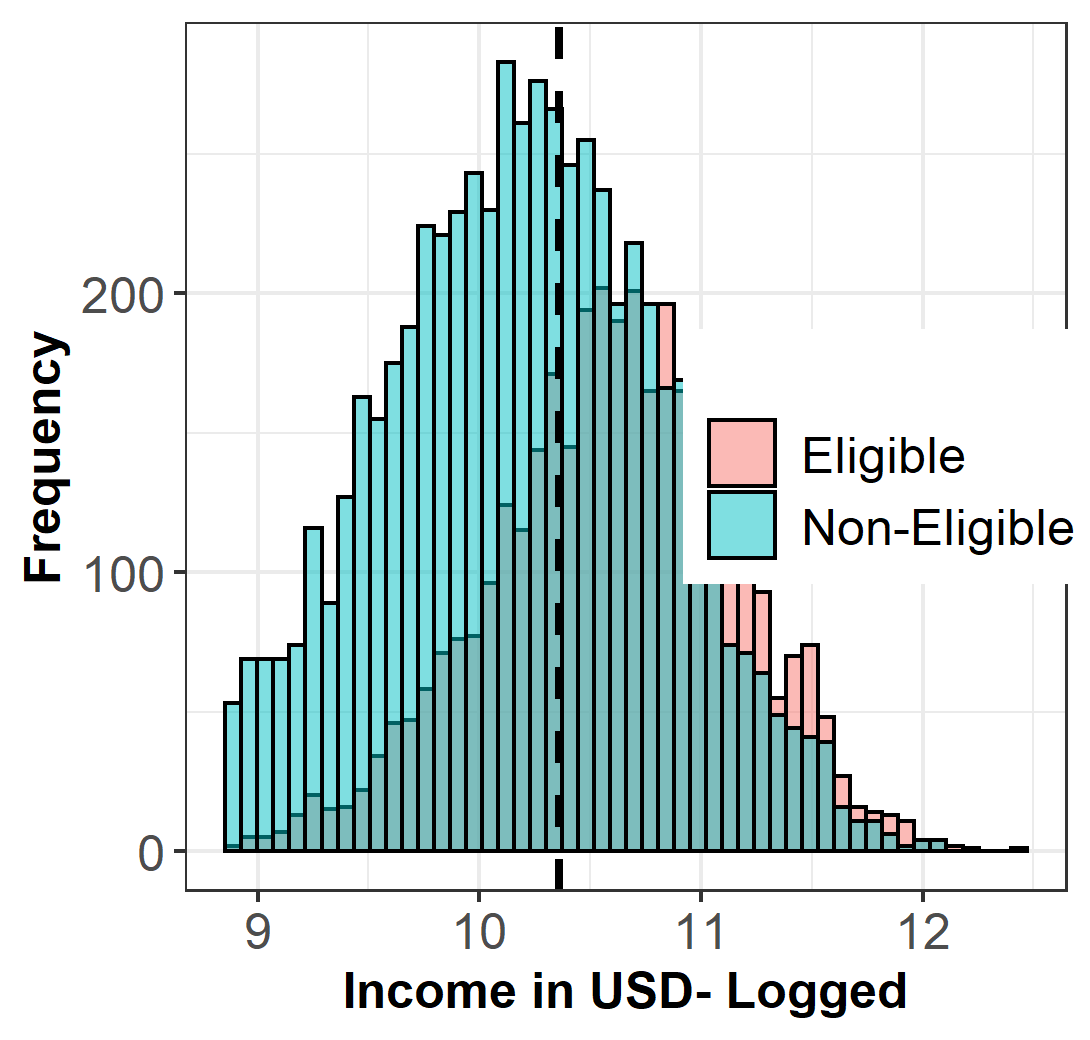 Frequency
200
100
0
Eligible
Non-Eligible
9 10 11 12
Income in USD- Logged